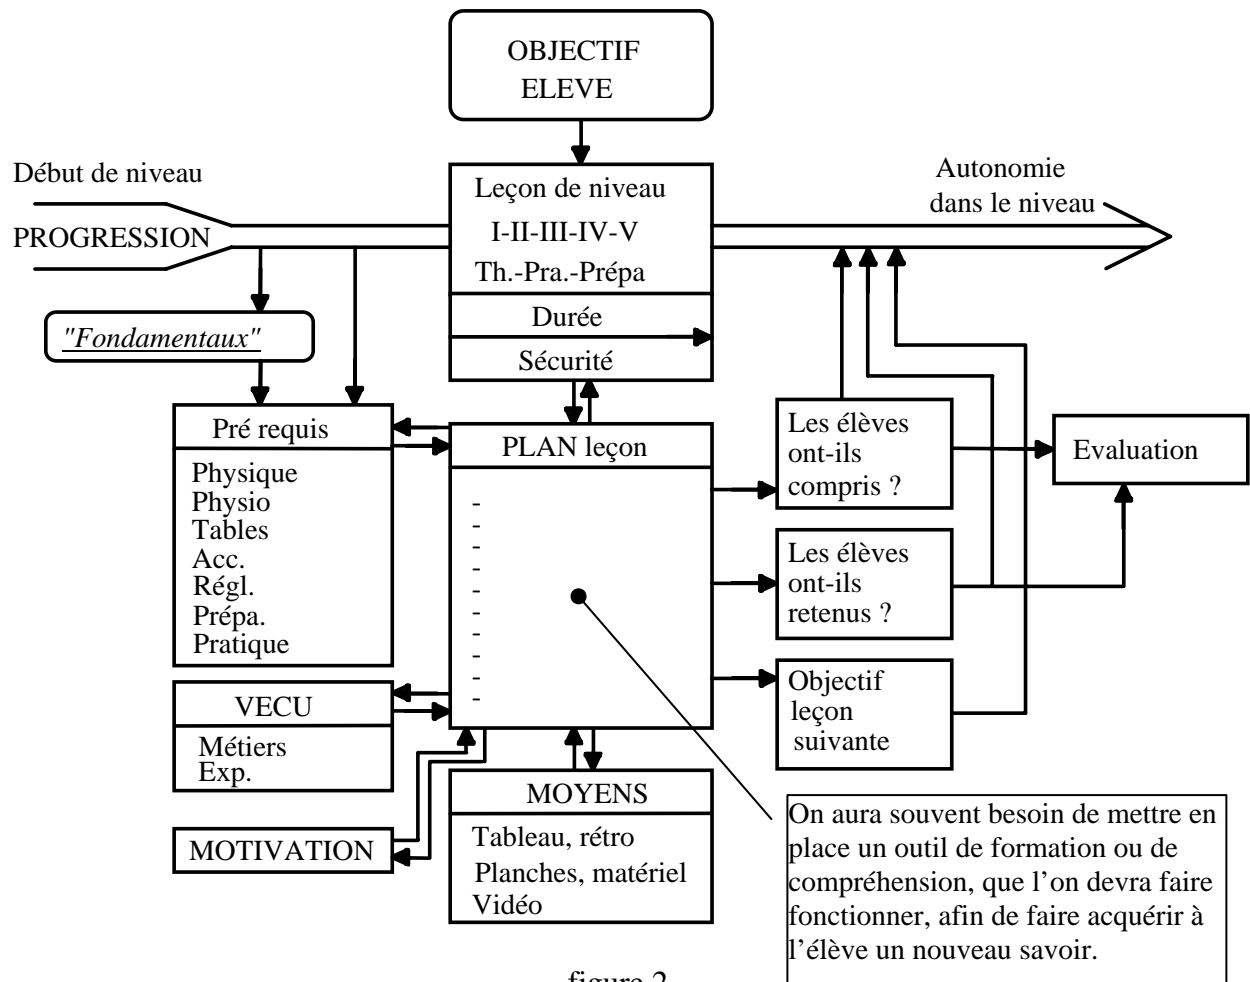 OBJECTIF
ELEVE
Début de niveau
PROGRESSION
Leçon de niveau
I-II-III-IV-V
Th.-Pra.-Prépa
Durée
Sécurité
Autonomie
dans le niveau
"Fondamentaux"
Pré requis
Physique
Physio
Tables
Acc.
Régl.
Prépa.
Pratique
PLAN leçon
-
-
-
-
-
-
-
-
-
-
Les élèves
ont-ils
compris ?
Evaluation
Les élèves
ont-ils
retenus ?
Objectif
leçon
suivante
VECU
Métiers
Exp.
MOTIVATION
MOYENS
Tableau, rétro
Planches, matériel
Vidéo
On aura souvent besoin de mettre en
place un outil de formation ou de
compréhension, que l’on devra faire
fonctionner, afin de faire acquérir à
l’élève un nouveau savoir.
figure 2